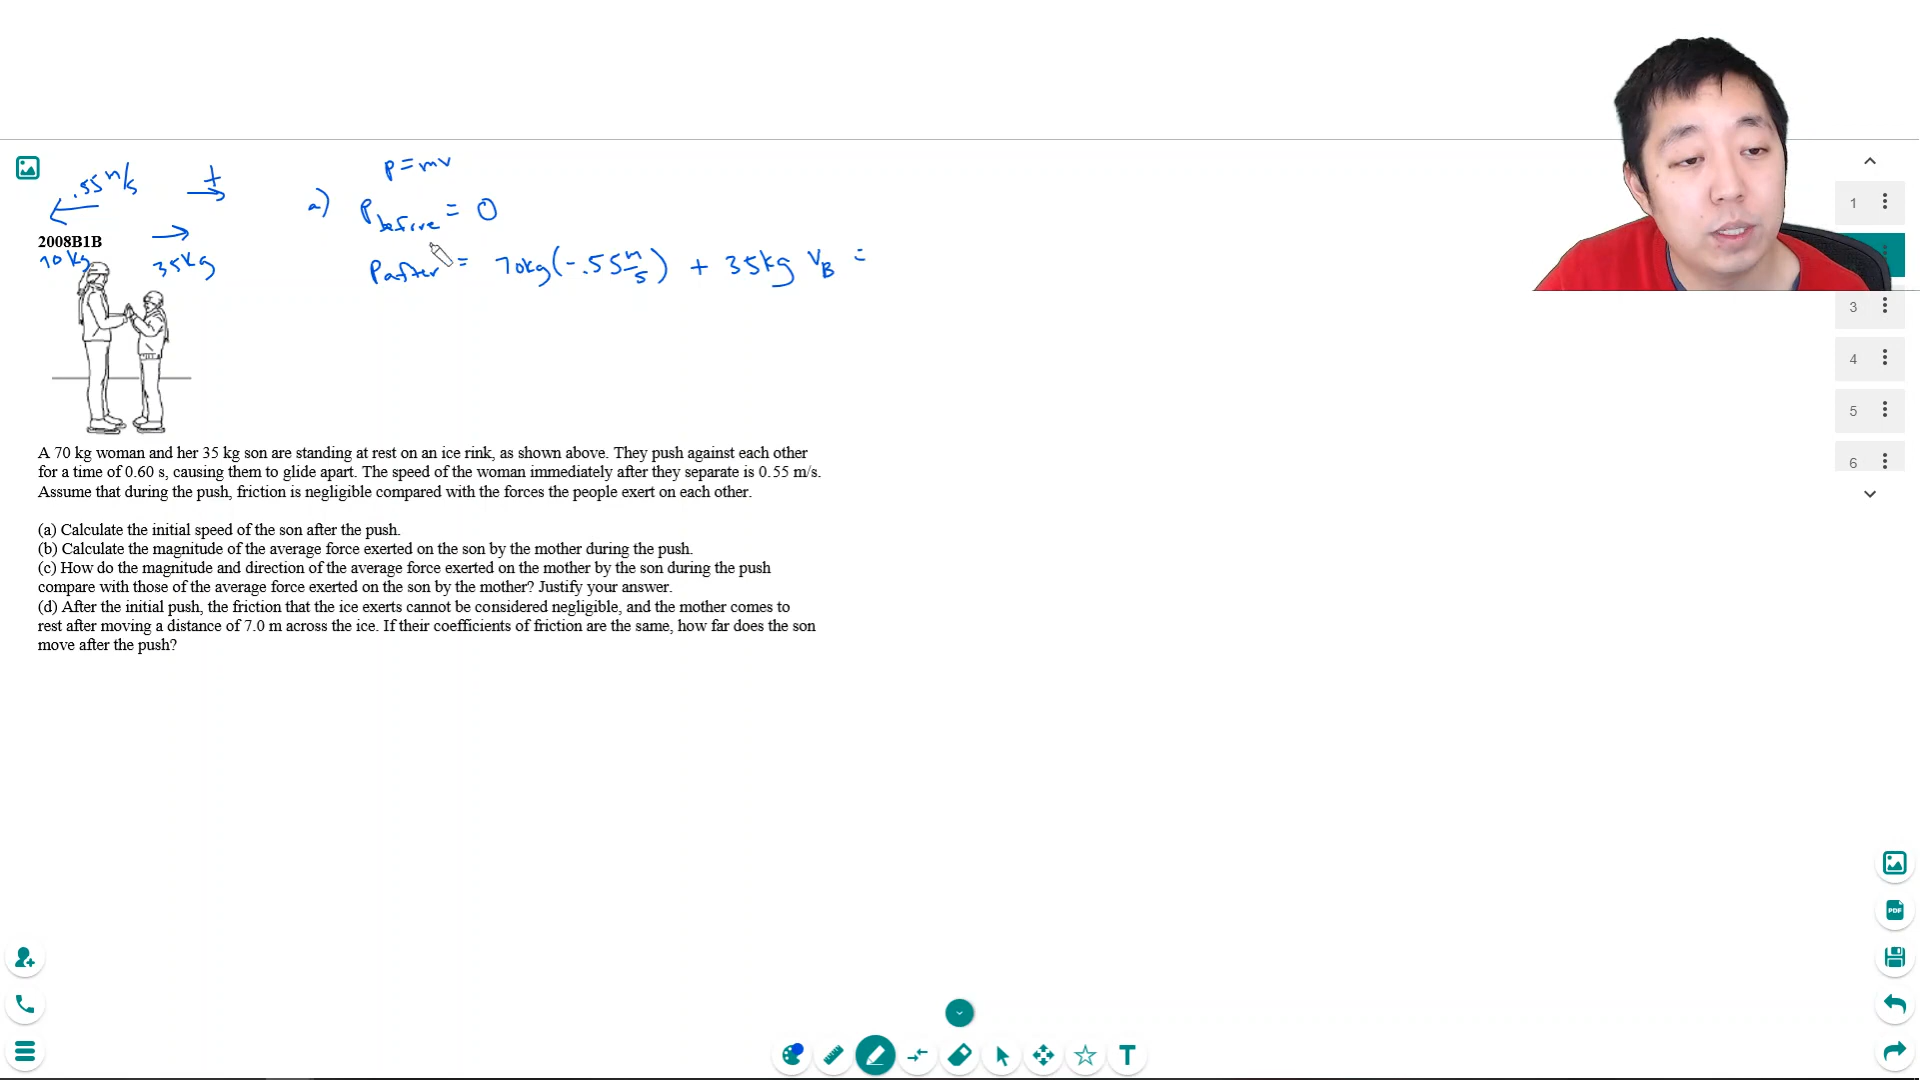 .55 m/s
+
p=mv
a) Pbefore = 0
2008B1B
70 kg
35kg
Pafter = 70kg(-.55 m/s) + 35kg VB =
A 70 kg woman and her 35 kg son are standing at rest on an ice rink, as shown above. They push against each other
for a time of 0.60 s, causing them to glide apart. The speed of the woman immediately after they separate is 0.55 m/s.
Assume that during the push, friction is negligible compared with the forces the people exert on each other.
(a) Calculate the initial speed of the son after the push.
(b) Calculate the magnitude of the average force exerted on the son by the mother during the push.
(c) How do the magnitude and direction of the average force exerted on the mother by the son during the push
compare with those of the average force exerted on the son by the mother? Justify your answer.
(d) After the initial push, the friction that the ice exerts cannot be considered negligible, and the mother comes to
rest after moving a distance of 7.0 m across the ice. If their coefficients of friction are the same, how far does the son
move after the push?
1
3
4
5
6
PDF
T